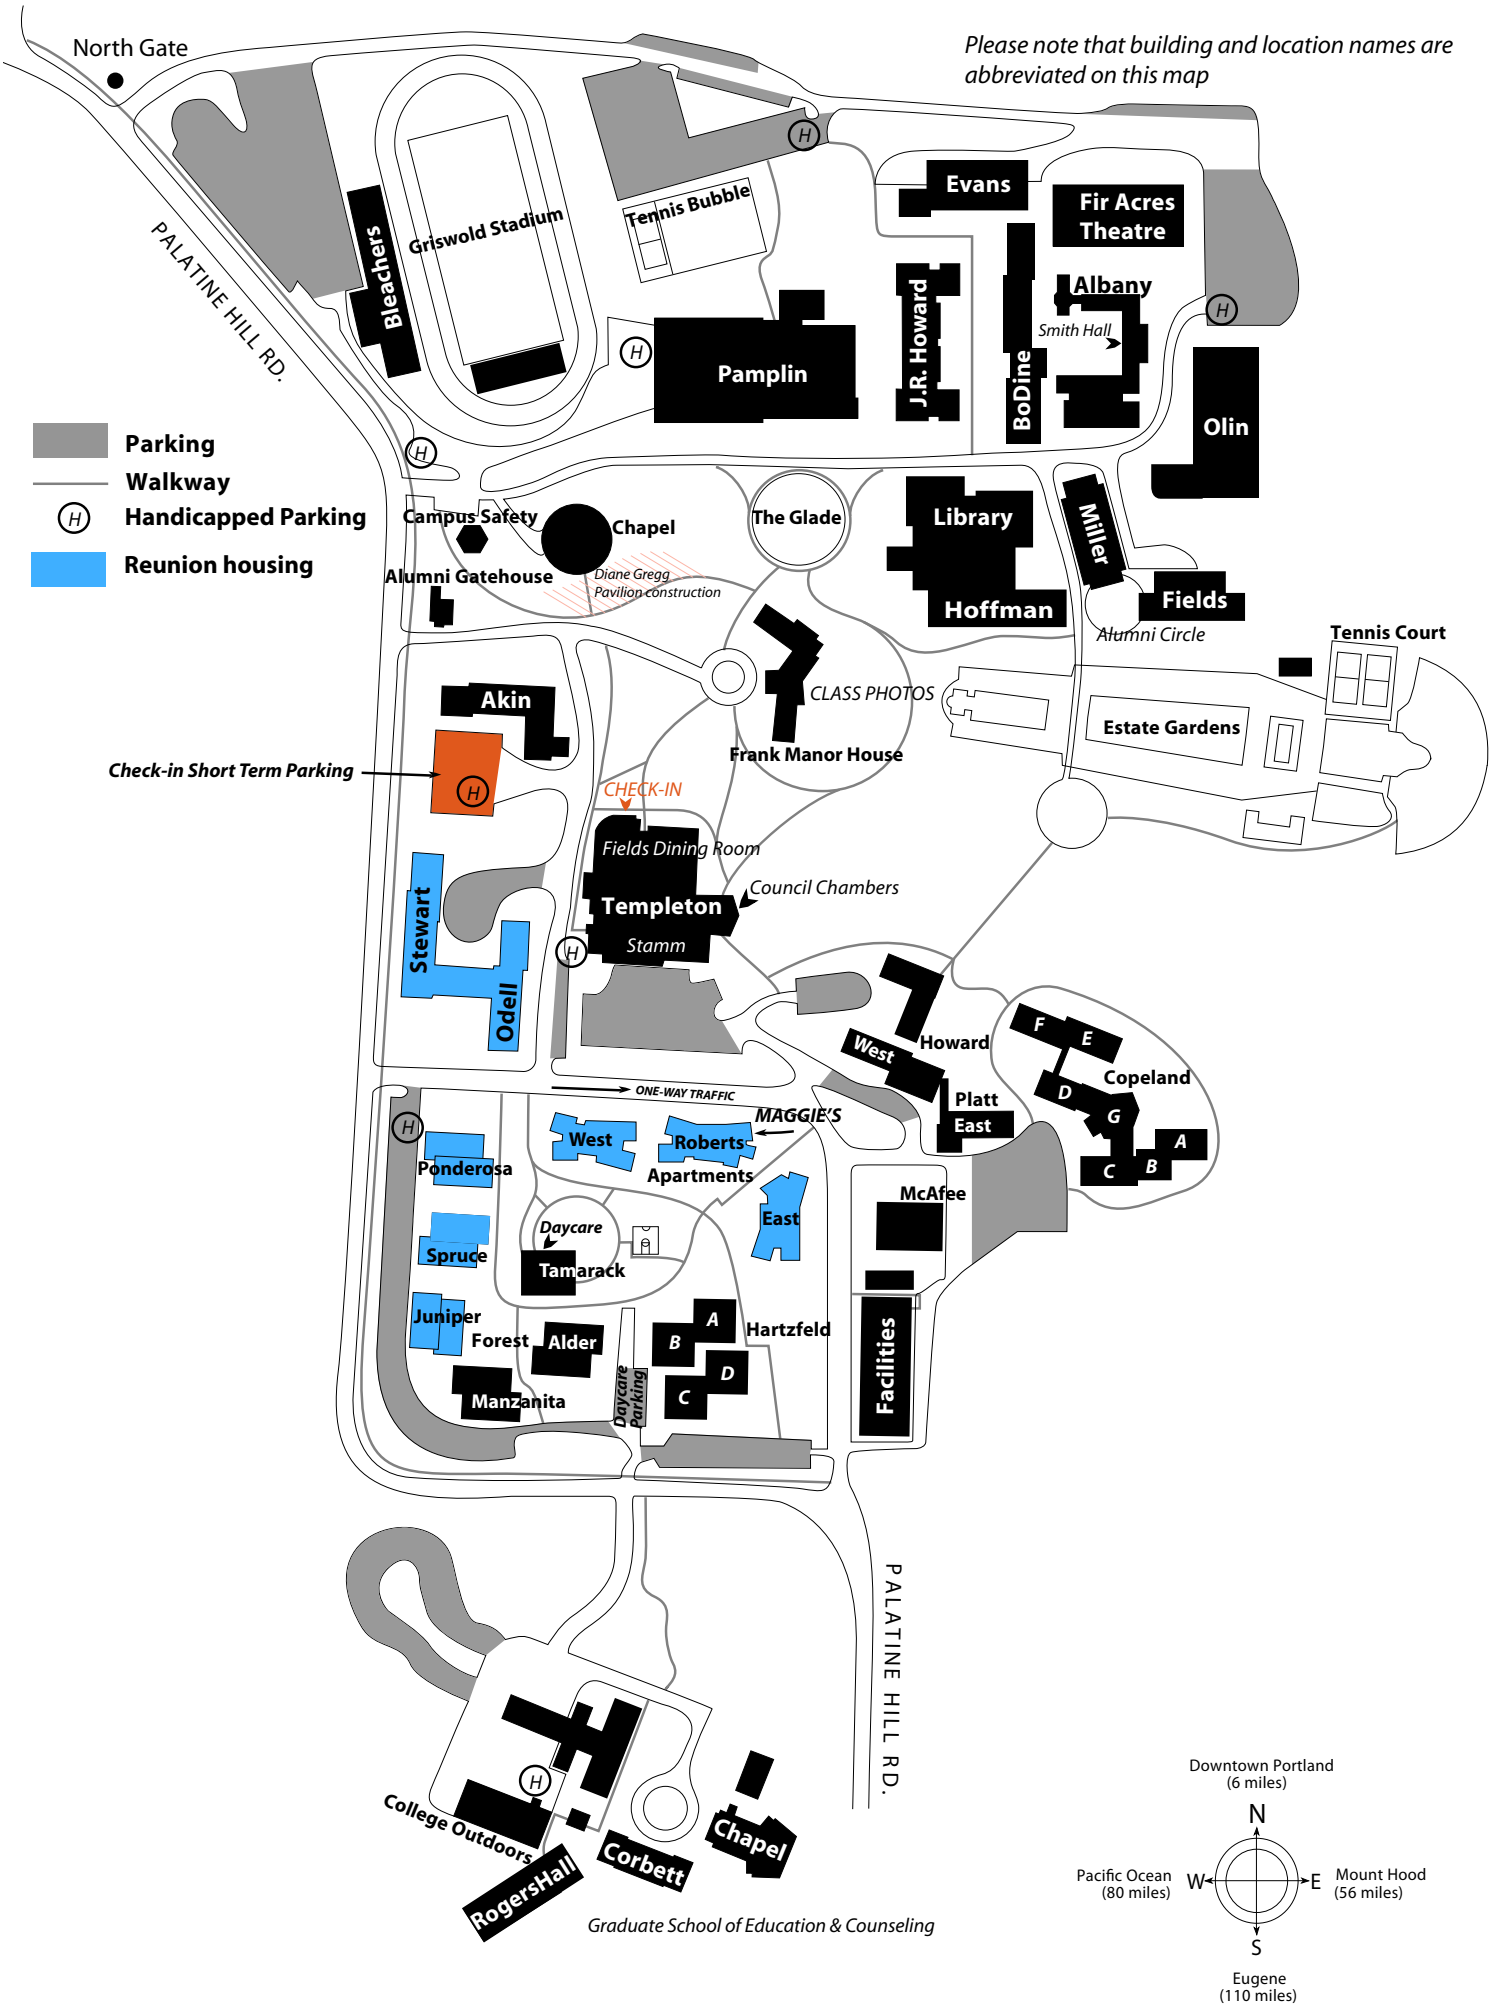 North Gate
Please note that building and location names are
abbreviated on this map
H
Evans
Fir Acres
Theatre
Tennis Bubble
Griswold Stadium
Bleachers
PALATINE HILL RD.
J.R. Howard
Albany
Smith Hall
H
H
Pamplin
BoDine
Olin
Parking
Walkway
H
Handicapped Parking
Reunion housing
H
Campus Safety
Chapel
The Glade
Library
Miller
Alumni Gatehouse
Diane Gregg
Pavilion construction
Hoffman
Fields
Alumni Circle
Tennis Court
Akin
CLASS PHOTOS
Estate Gardens
Frank Manor House
Check-in Short Term Parking
H
CHECK-IN
Fields Dining Room
Council Chambers
Templeton
Stamm
H
Stewart
Odell
Howard
West
F
E
Copeland
D
G
Platt
East
A
B
C
ONE-WAY TRAFFIC
MAGGIE'S
H
West
Roberts
Apartments
Ponderosa
McAfee
East
Daycare
Spruce
Tamarack
Juniper
Forest
Alder
A
B
Hartzfeld
D
C
Facilities
Manzanita
Daycare
Parking
PALATINE HILL RD.
H
College Outdoors
RogersHall
Corbett
Chapel
Graduate School of Education & Counseling
Downtown Portland
(6 miles)
N
Pacific Ocean
(80 miles)
W
E
Mount Hood
(56 miles)
S
Eugene
(110 miles)